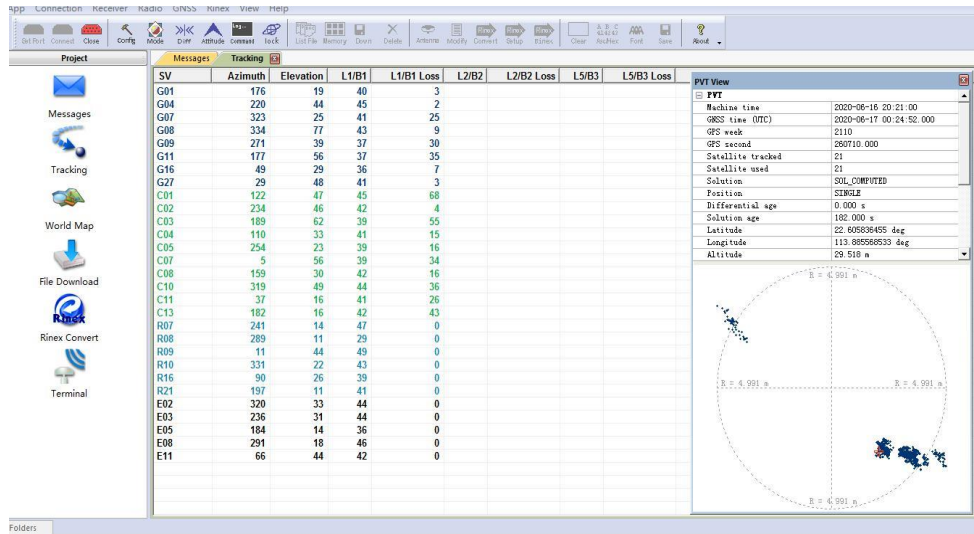 App Connection Receiver Radio GNSS Rinex View Help
Set Port Connect Close Config Mode Diff Attitude Command Lock List File Memory Down Delete Antenna Modify Convert Setup Rinex Clear Asc/Hex Font Save About
Project
Messages
Tracking
World Map
File Download
Rinex
Rinex Convert
Terminal
Messages Tracking
SV Azimuth Elevation L1/B1 L1/B1 Loss L2/B2 L2/B2 Loss L5/B3 L5/B3 Loss
G01 176 19 40 3
G04 220 44 45 2
G07 323 25 41 25
G08 334 77 43 9
G09 271 39 37 30
G11 177 56 37 35
G16 49 29 36 7
G27 29 48 41 3
C01 122 47 45 68
C02 234 46 42 4
C03 189 62 39 55
C04 110 33 41 15
C05 254 23 39 16
C07 5 56 39 34
C08 159 30 42 16
C10 319 49 44 36
C11 37 16 41 26
C13 182 16 42 43
R07 241 14 47 0
R08 289 11 29 0
R09 11 44 49 0
R10 331 22 43 0
R16 90 26 39 0
R21 197 11 41 0
E02 320 33 44 0
E03 236 31 44 0
E05 184 14 36 0
E08 291 18 46 0
E11 66 44 42 0
PVT View
PVT
Machine time 2020-06-16 20:21:00
GNSS time (UTC) 2020-06-17 00:24:52.000
GPS week 2110
GPS second 260710.000
Satellite tracked 21
Satellite used 21
Solution SOL_COMPUTED
Position SINGLE
Differential age 0.000 s
Solution age 182.000 s
Latitude 22.605836455 deg
Longitude 113.885568533 deg
Altitude 29.518 m
R = 4.991 m
R = 4.991 m R = 4.991 m
R = 4.991 m
Folders